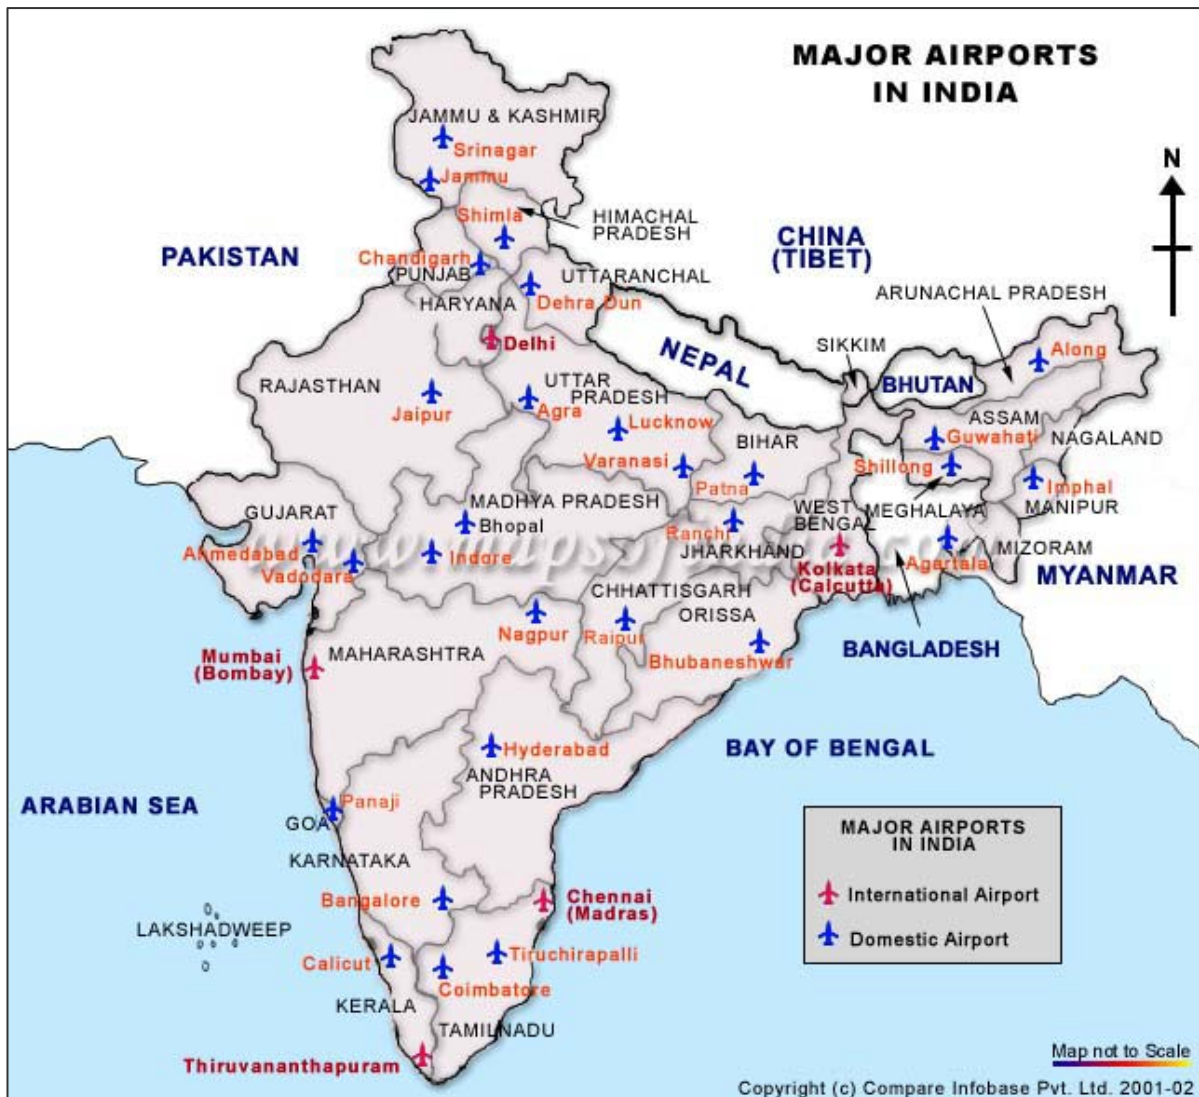 MAJOR AIRPORTS
IN INDIA
JAMMU & KASHMIR
Srinagar
Jammu
N
Shimla
HIMACHAL
PRADESH
PAKISTAN
CHINA
(TIBET)
Chandigarh
PUNJAB
UTTARANCHAL
HARYANA
Dehra Dun
ARUNACHAL PRADESH
Delhi
NEPAL
SIKKIM
Along
BHUTAN
RAJASTHAN
UTTAR
PRADESH
Jaipur
Agra
Lucknow
BIHAR
ASSAM
Guwahati
NAGALAND
Varanasi
Patna
Shillong
Imphal
MADHYA PRADESH
WEST
BENGAL
MEGHALAYA
MANIPUR
GUJARAT
Bhopal
Ranchi
JHARKHAND
Ahmedabad
Vadodara
Indore
Agartala
MIZORAM
Kolkata
(Calcutta)
MYANMAR
CHHATTISGARH
ORISSA
Nagpur
Raipur
BANGLADESH
Mumbai
(Bombay)
MAHARASHTRA
Bhubaneshwar
Hyderabad
BAY OF BENGAL
ANDHRA
PRADESH
ARABIAN SEA
Panaji
GOA
KARNATAKA
Bangalore
Chennai
(Madras)
LAKSHADWEEP
Calicut
Tiruchirapalli
Coimbatore
KERALA
TAMILNADU
Thiruvananthapuram
MAJOR AIRPORTS
IN INDIA
International Airport
Domestic Airport
Map not to Scale
Copyright (c) Compare Infobase Pvt. Ltd. 2001-02